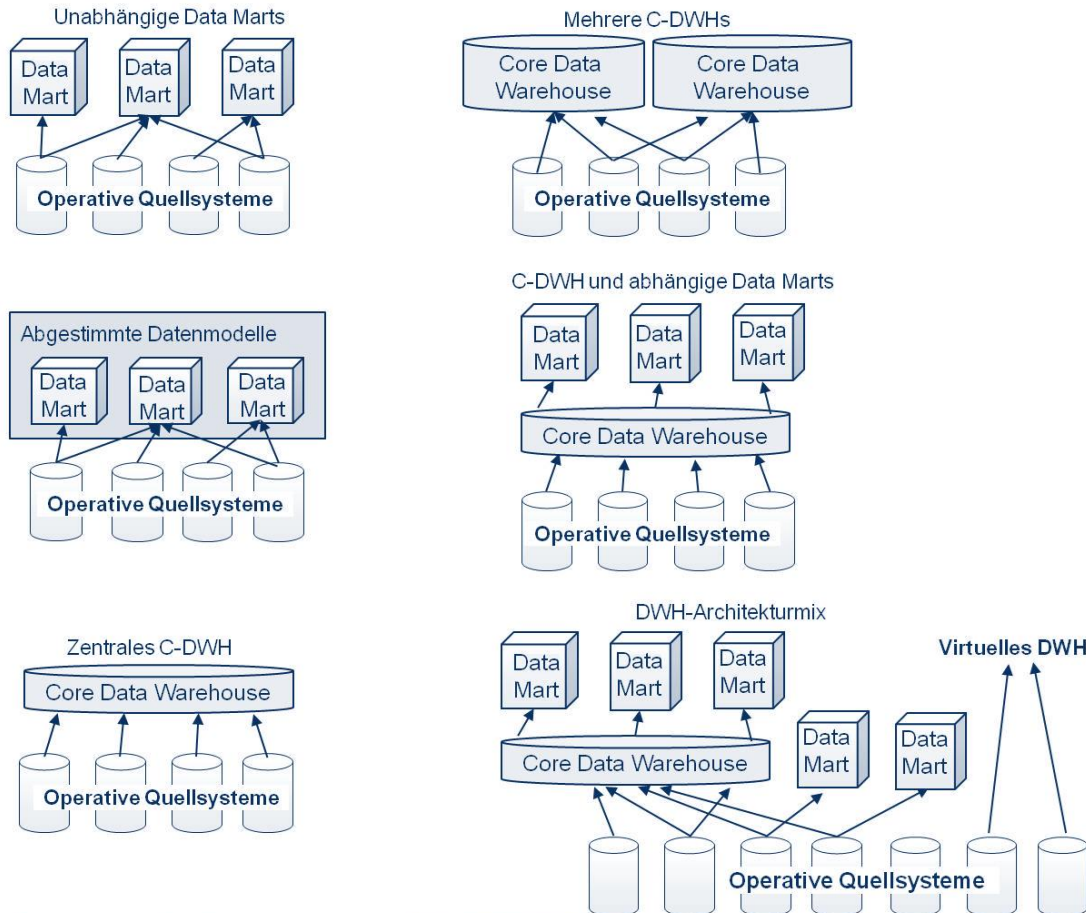 Unabhängige Data Marts
Data
Mart
Data
Mart
Data
Mart
Operative Quellsysteme
Mehrere C-DWHs
Core Data
Warehouse
Core Data
Warehouse
Operative Quellsysteme
Abgestimmte Datenmodelle
Data
Mart
Data
Mart
Data
Mart
Operative Quellsysteme
C-DWH und abhängige Data Marts
Data
Mart
Data
Mart
Data
Mart
Core Data Warehouse
Operative Quellsysteme
Zentrales C-DWH
Core Data Warehouse
Operative Quellsysteme
DWH-Architekturmix
Data
Mart
Data
Mart
Data
Mart
Virtuelles DWH
Core Data Warehouse
Data
Mart
Data
Mart
Operative Quellsysteme